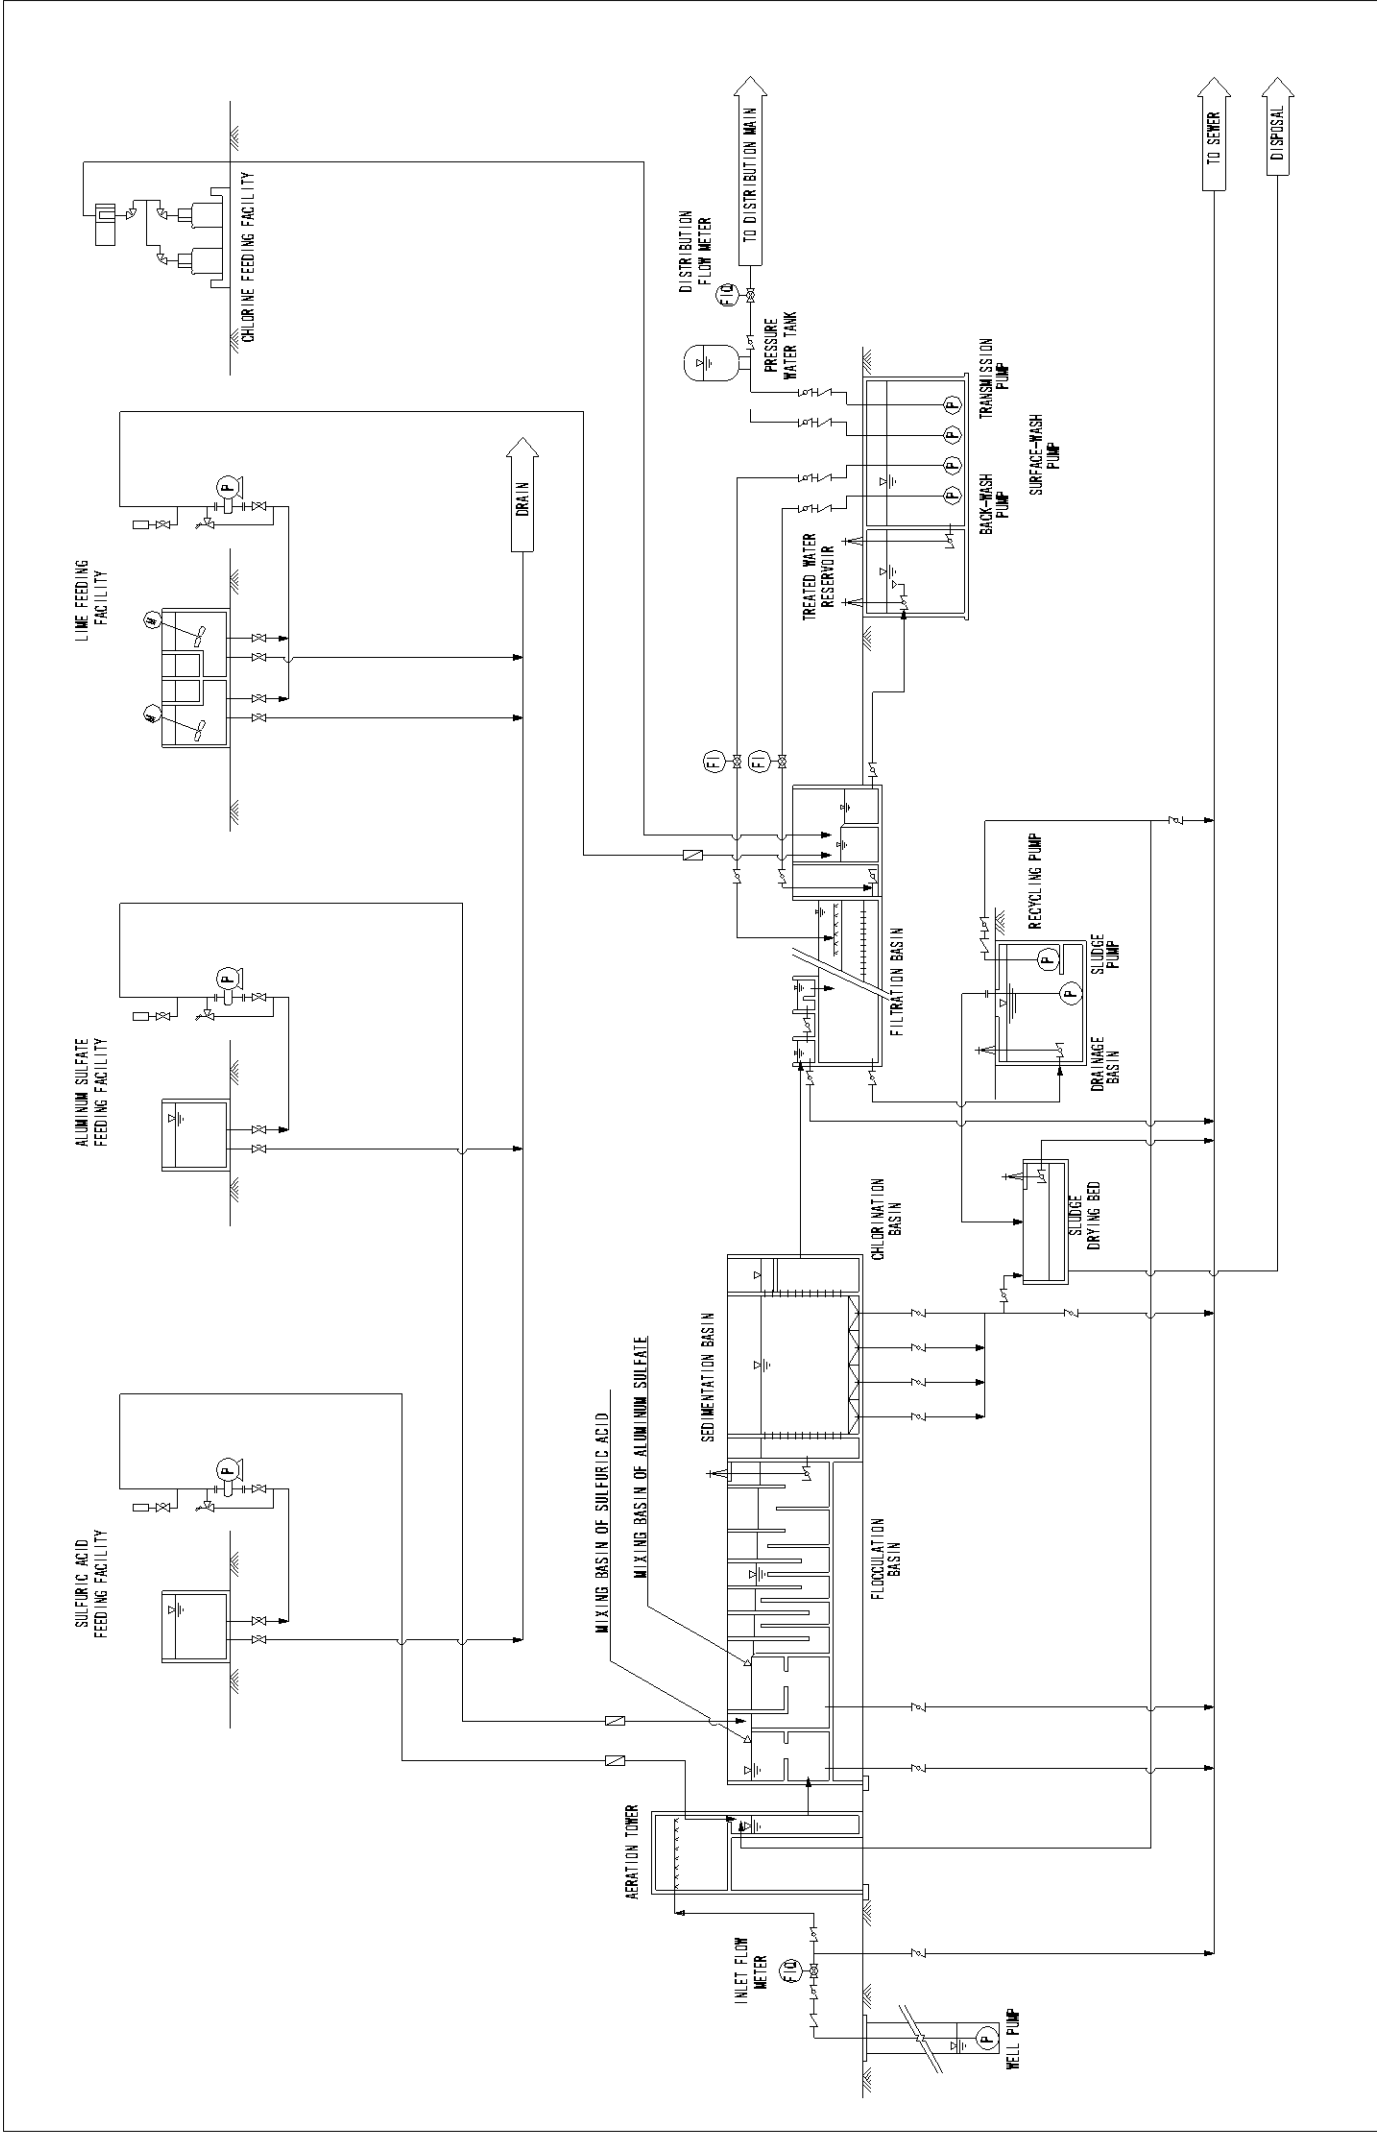 SULFURIC ACID
FEEDING FACILITY
P
ALUMINUM SULFATE
FEEDING FACILITY
P
LIME FEEDING
FACILITY
M
M
P
CHLORINE FEEDING FACILITY
DRAIN
MIXING BASIN OF SULFURIC ACID
MIXING BASIN OF ALUMINUM SULFATE
AERATION TOWER
INLET FLOW
METER
FIQ
WELL PUMP
P
SEDIMENTATION BASIN
FLOCCULATION
BASIN
CHLORINATION
BASIN
FILTRATION BASIN
FI
FI
DISTRIBUTION
FLOW METER
FIQ
TO DISTRIBUTION MAIN
PRESSURE
WATER TANK
TREATED WATER
RESERVOIR
P
P
P
P
BACK-WASH
PUMP
TRANSMISSION
PUMP
SURFACE-WASH
PUMP
RECYCLING PUMP
P
P
DRAINAGE
BASIN
SLUDGE
PUMP
SLUDGE
DRYING BED
TO SEWER
DISPOSAL